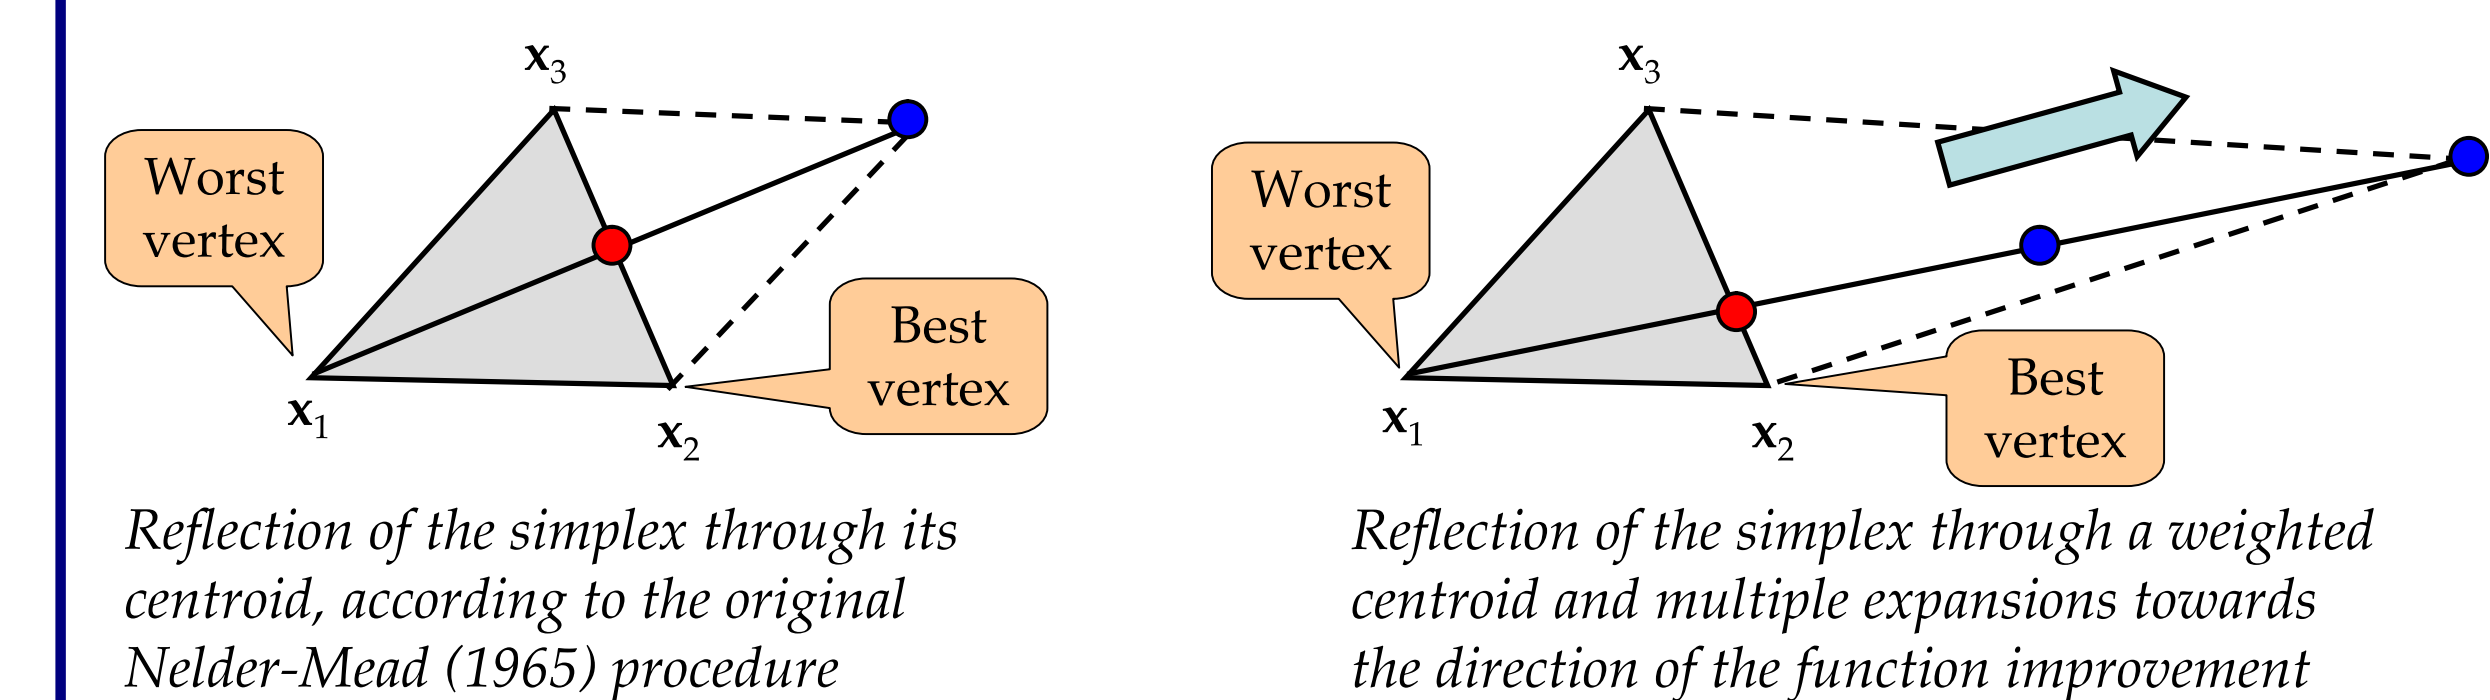 x3
Worst
vertex
Best
vertex
x1
x2
Reflection of the simplex through its
centroid, according to the original
Nelder-Mead (1965) procedure
x3
Worst
vertex
Best
vertex
x1
x2
Reflection of the simplex through a weighted
centroid and multiple expansions towards
the direction of the function improvement